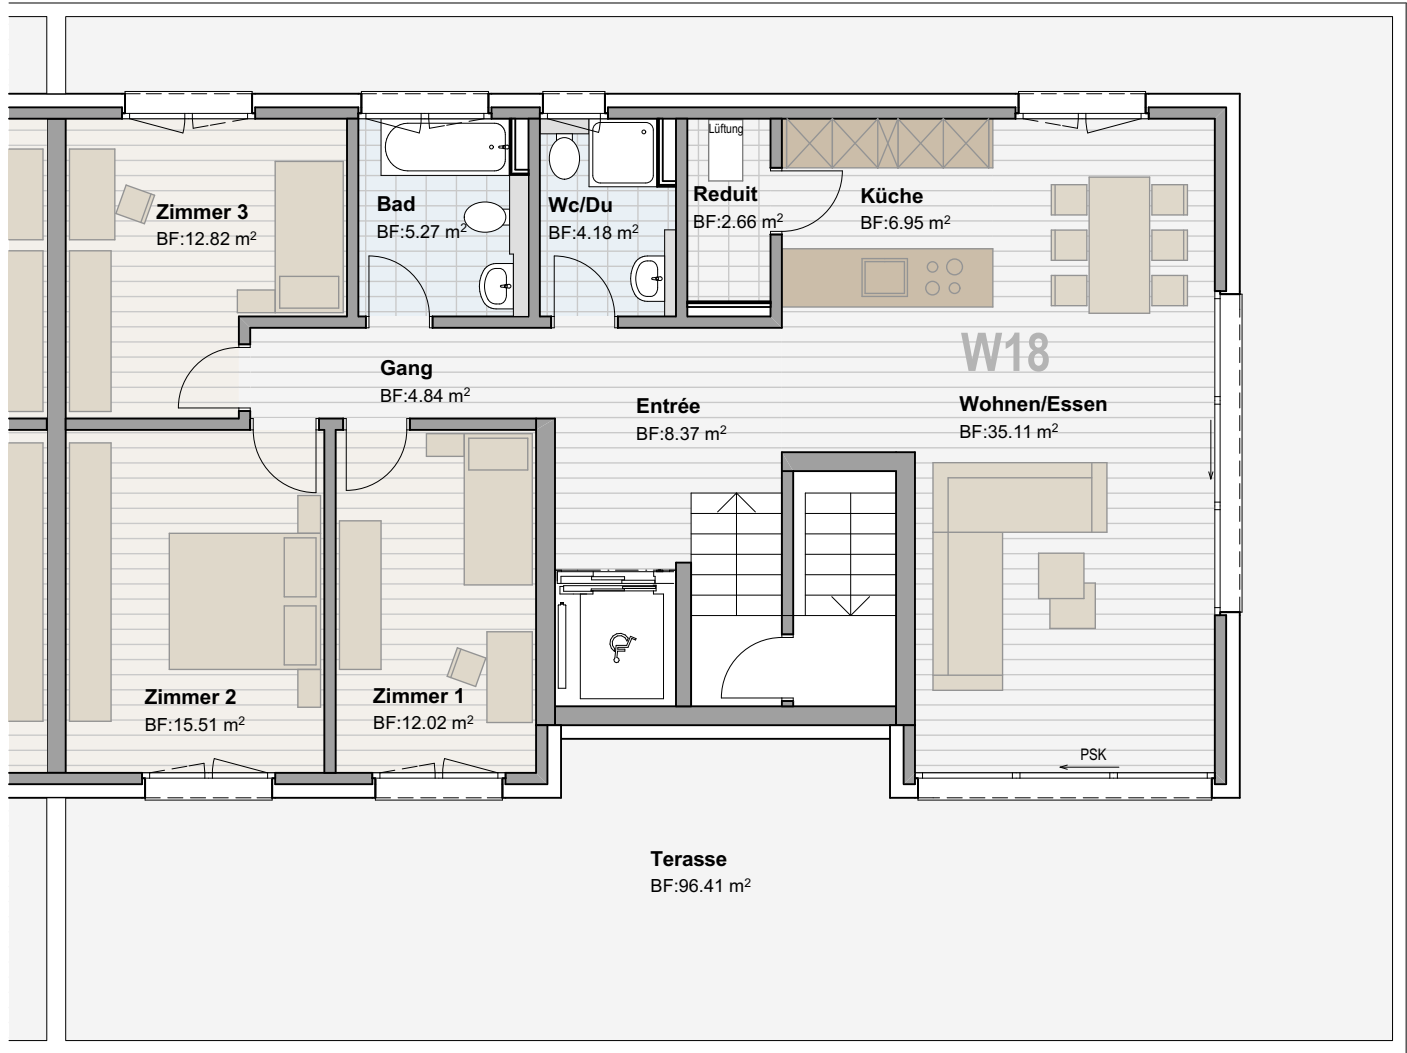 Lüftung
Zimmer 3
BF:12.82 m²
Bad
BF:5.27 m²
Wc/Du
BF:4.18 m²
Reduit
BF:2.66 m²
Küche
BF:6.95 m²
W18
Gang
BF:4.84 m²
Entrée
BF:8.37 m²
Wohnen/Essen
BF:35.11 m²
Zimmer 2
BF:15.51 m²
Zimmer 1
BF:12.02 m²
PSK
Terasse
BF:96.41 m²